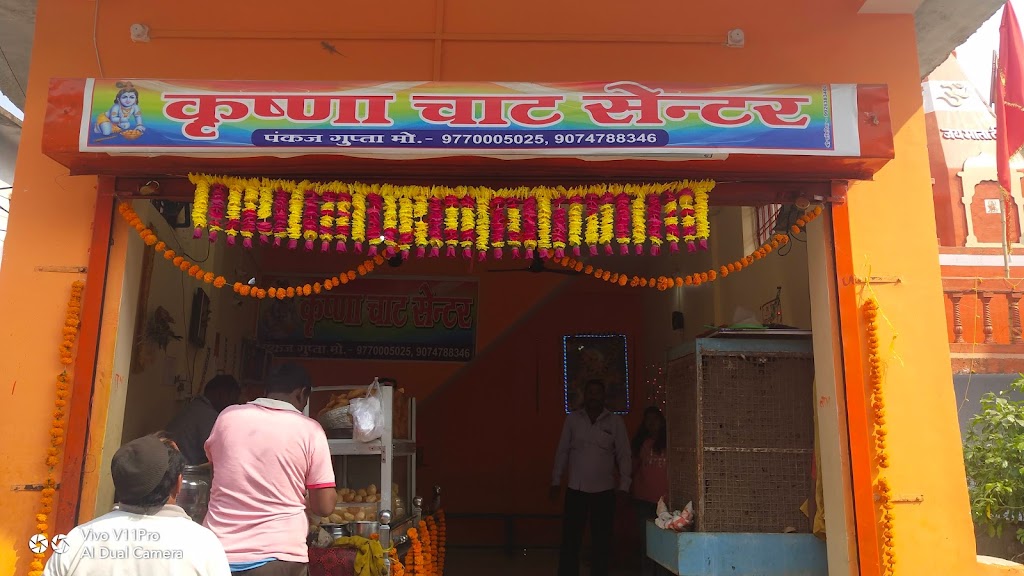 कृष्णा चाट सेन्टर
पंकज गुप्ता मो.- 9770005025, 9074788346
कृष्णा चाट सेन्टर
पंकज गुप्ता मो.- 9770005025, 9074788346
ॐ
Vivo V11Pro
AI Dual Camera